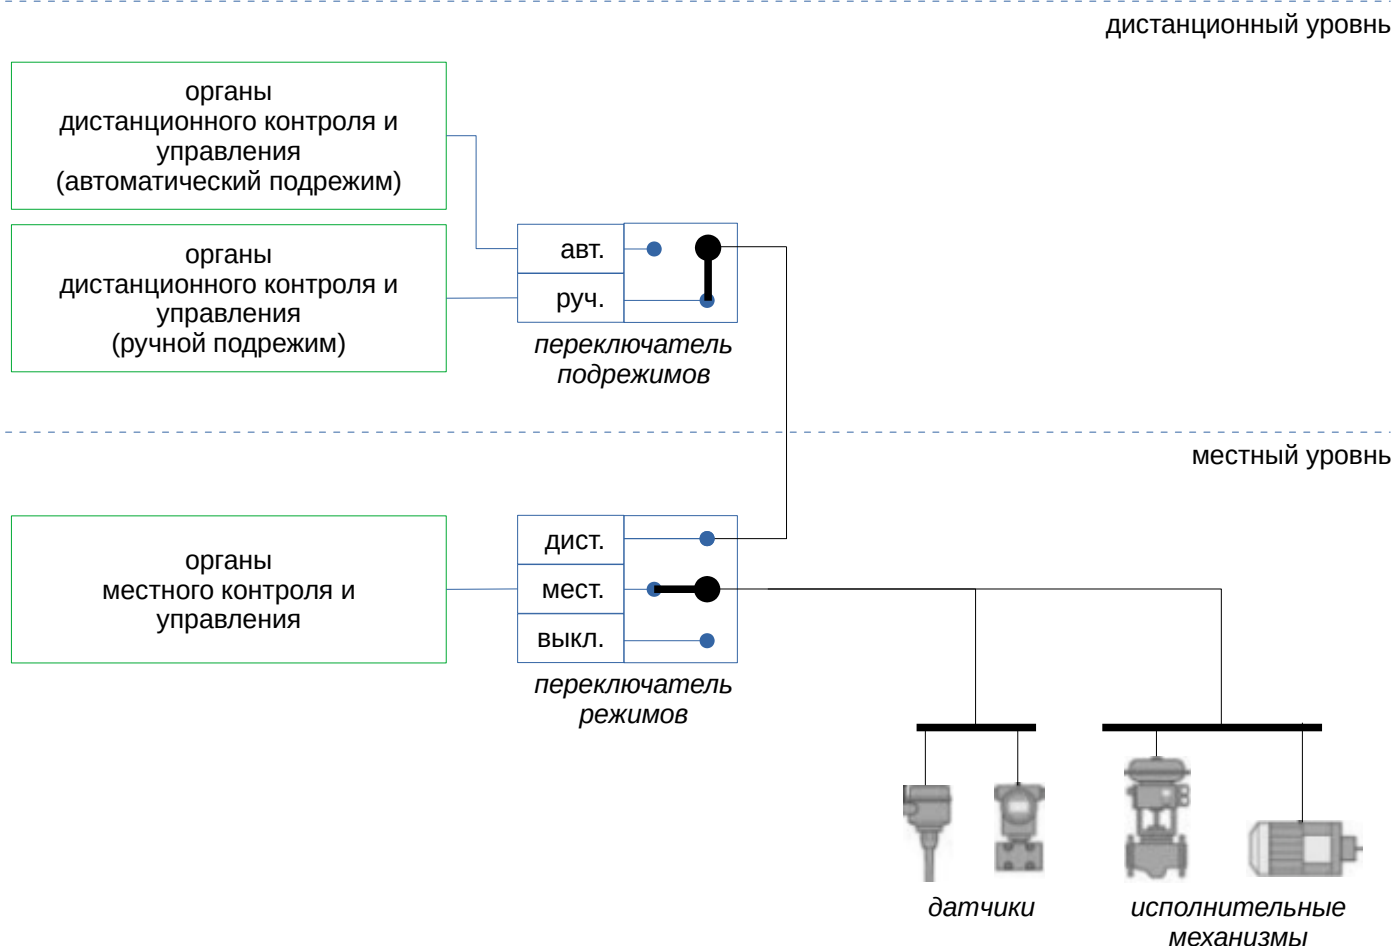 дистанционный уровнь
органы
дистанционного контроля и
управления
(автоматический подрежим)
органы
дистанционного контроля и
управления
(ручной подрежим)
авт.
руч.
переключатель
подрежимов
местный уровнь
органы
местного контроля и
управления
дист.
мест.
выкл.
переключатель
режимов
датчики
исполнительные
механизмы